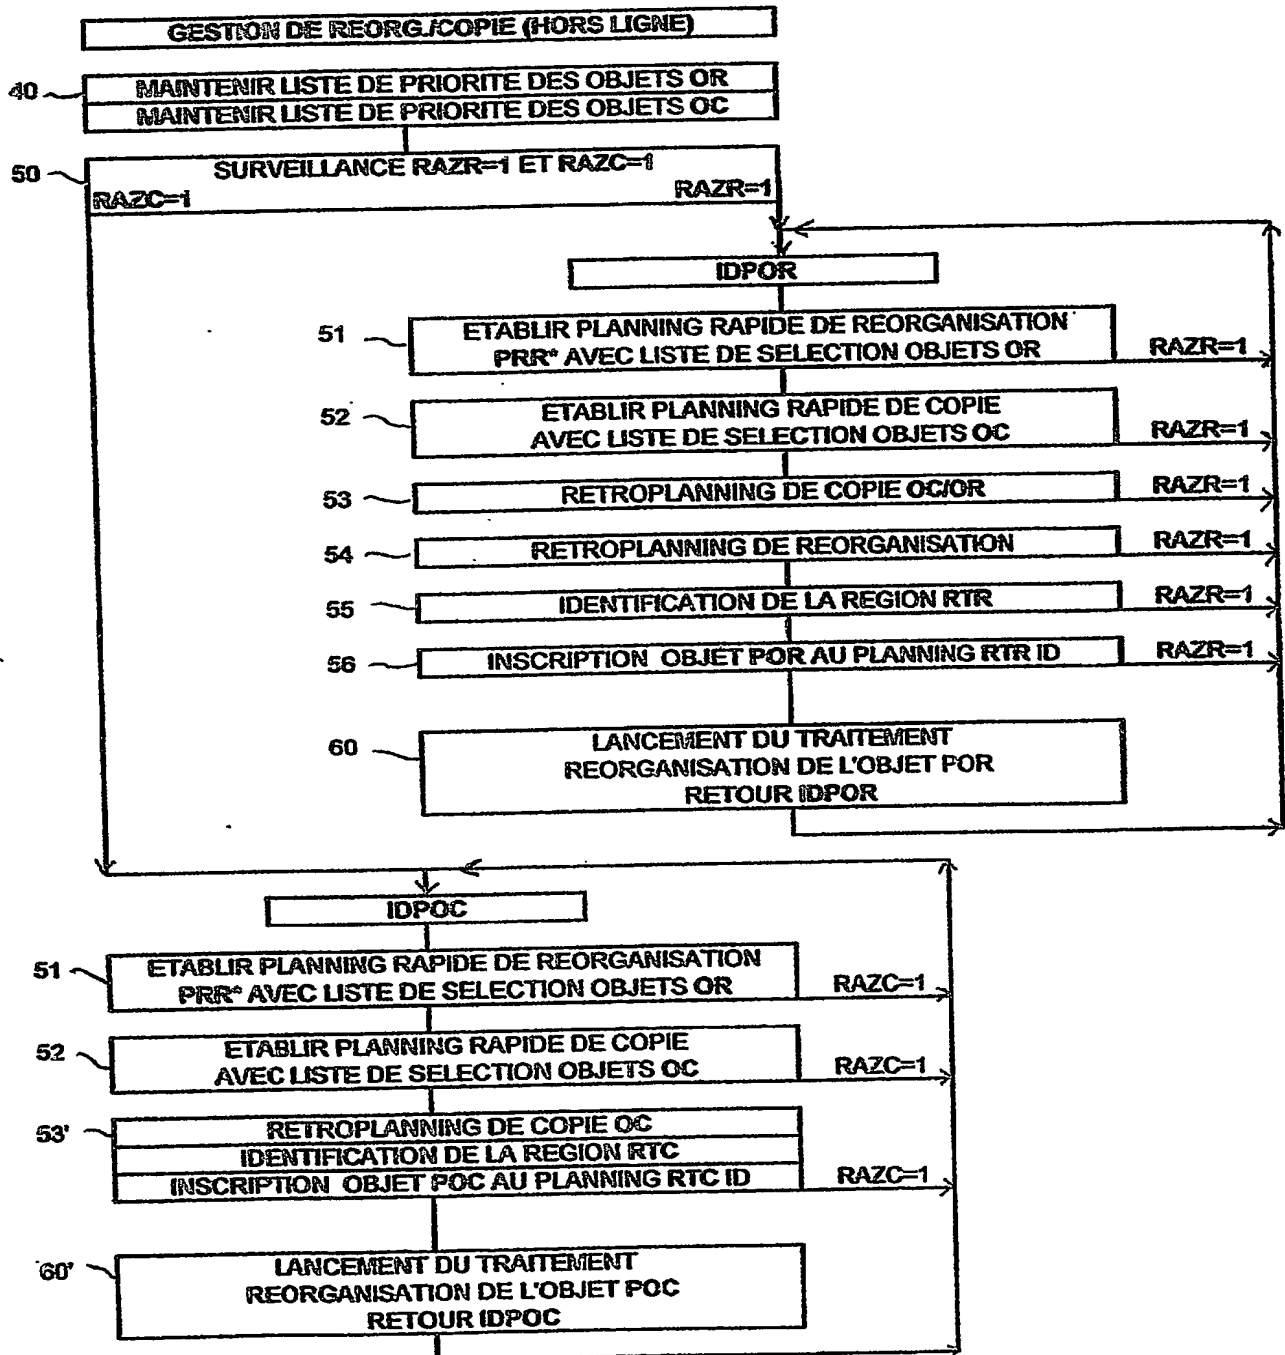 GESTION DE REORG./COPIE (HORS LIGNE)
40
MAINTENIR LISTE DE PRIORITE DES OBJETS OR
MAINTENIR LISTE DE PRIORITE DES OBJETS OC
50
SURVEILLANCE RAZR=1 ET RAZC=1
RAZC=1 RAZR=1
IDPOR
51
ETABLIR PLANNING RAPIDE DE REORGANISATION
PRR* AVEC LISTE DE SELECTION OBJETS OR
RAZR=1
52
ETABLIR PLANNING RAPIDE DE COPIE
AVEC LISTE DE SELECTION OBJETS OC
RAZR=1
53
RETROPLANNING DE COPIE OC/OR
RAZR=1
54
RETROPLANNING DE REORGANISATION
RAZR=1
55
IDENTIFICATION DE LA REGION RTR
RAZR=1
56
INSCRIPTION OBJET POR AU PLANNING RTR ID
RAZR=1
60
LANCEMENT DU TRAITEMENT
REORGANISATION DE L'OBJET POR
RETOUR IDPOR
IDPOC
51
ETABLIR PLANNING RAPIDE DE REORGANISATION
PRR* AVEC LISTE DE SELECTION OBJETS OR
RAZC=1
52
ETABLIR PLANNING RAPIDE DE COPIE
AVEC LISTE DE SELECTION OBJETS OC
RAZC=1
53'
RETROPLANNING DE COPIE OC
IDENTIFICATION DE LA REGION RTC
INSCRIPTION OBJET POC AU PLANNING RTC ID
RAZC=1
60'
LANCEMENT DU TRAITEMENT
REORGANISATION DE L'OBJET POC
RETOUR IDPOC